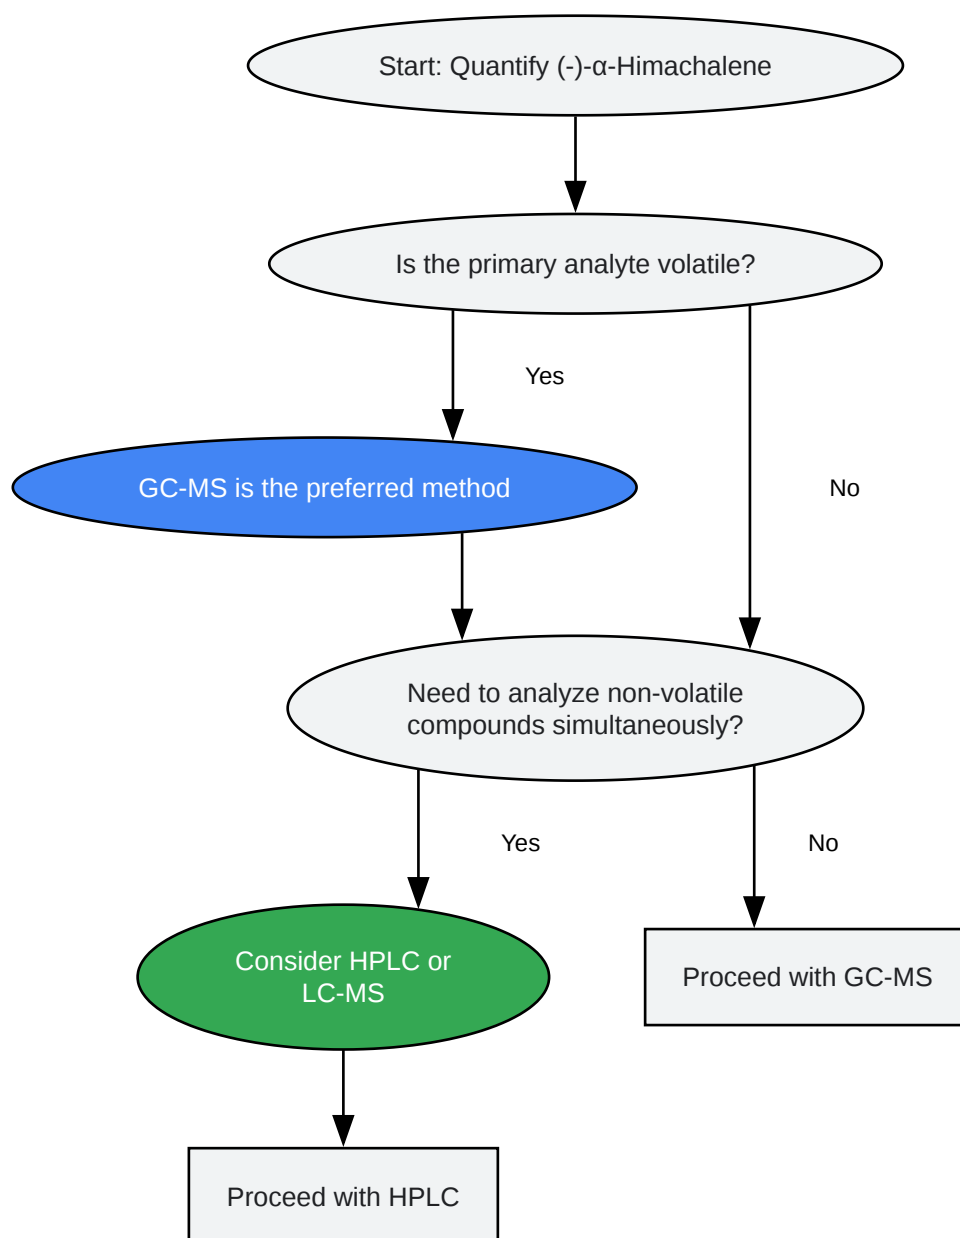 Start: Quantify (-)-α-Himachalene
Is the primary analyte volatile?
Yes
GC-MS is the preferred method
No
Need to analyze non-volatile
compounds simultaneously?
Yes
No
Consider HPLC or
LC-MS
Proceed with GC-MS
Proceed with HPLC